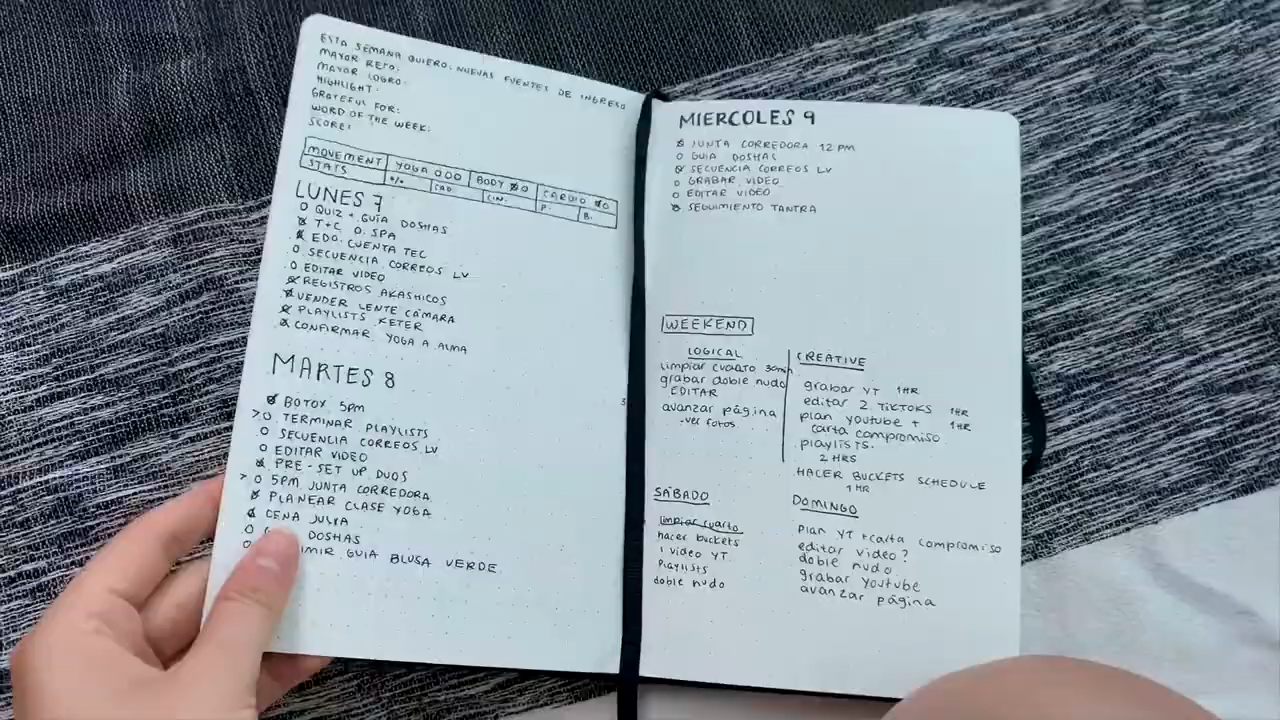 ESTA SEMANA QUIERO: NUEVAS FUENTES DE INGRESO
MAYOR RETO:
MAYOR LOGRO:
HIGHLIGHT:
GRATEFUL FOR:
WORD OF THE WEEK:
SCORE:
MOVEMENT YOGA OOO BODY CARDIO
STATS
LUNES 7
QUIZ + GUIA DOSHAS
T+C O. SPA
EDO. CUENTA TEC
SECUENCIA CORREOS LV
EDITAR VIDEO
REGISTROS AKASHICOS
VENDER LENTE CÁMARA
PLAYLISTS KETER
CONFIRMAR YOGA A ALMA
MARTES 8
BOTOX 5PM
TERMINAR PLAYLISTS
SECUENCIA CORREOS LV
EDITAR VIDEO
PRE-SET UP DUOS
5PM JUNTA CORREDORA
PLANEAR CLASE YOGA
CENA JULIA
DOSHAS
GUIA BLUSA VERDE
MIERCOLES 9
JUNTA CORREDORA 12 PM
GUIA DOSHAS
SECUENCIA CORREOS LV
GRABAR VIDEO
EDITAR VIDEO
SEGUIMIENTO TANTRA
WEEKEND
LOGICAL
limpiar cuarto 30min
grabar doble nudo
EDITAR
avanzar página
-ver fotos
CREATIVE
grabar YT 1HR
editar 2 TIKTOKS 1HR
plan youtube + 1HR
carta compromiso
playlists.
2 HRS
HACER BUCKETS SCHEDULE
1 HR
SÁBADO
limpiar cuarto
hacer buckets
1 video YT
Playlists
doble nudo
DOMINGO
Plan YT + carta compromiso
editar video?
doble nudo
grabar youtube
avanzar página